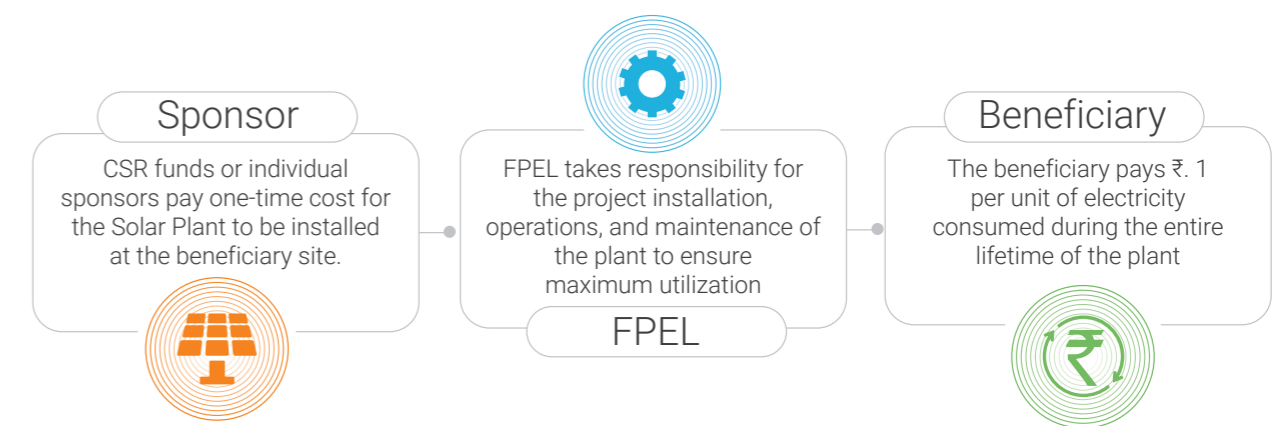 Sponsor
CSR funds or individual
sponsors pay one-time cost for
the Solar Plant to be installed
at the beneficiary site.
FPEL takes responsibility for
the project installation,
operations, and maintenance of
the plant to ensure
maximum utilization
FPEL
Beneficiary
The beneficiary pays ₹. 1
per unit of electricity
consumed during the entire
lifetime of the plant
₹